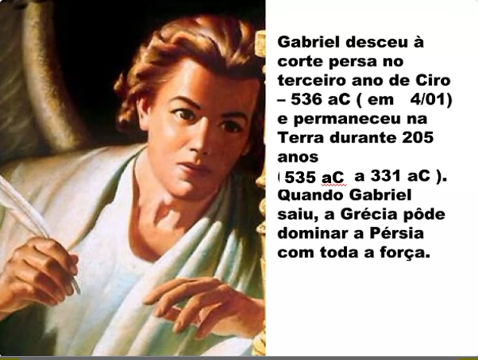 Gabriel desceu à
corte persa no
terceiro ano de Ciro
– 536 aC ( em 4/01)
e permaneceu na
Terra durante 205
anos
( 535 aC a 331 aC ).
Quando Gabriel
saiu, a Grécia pôde
dominar a Pérsia
com toda a força.